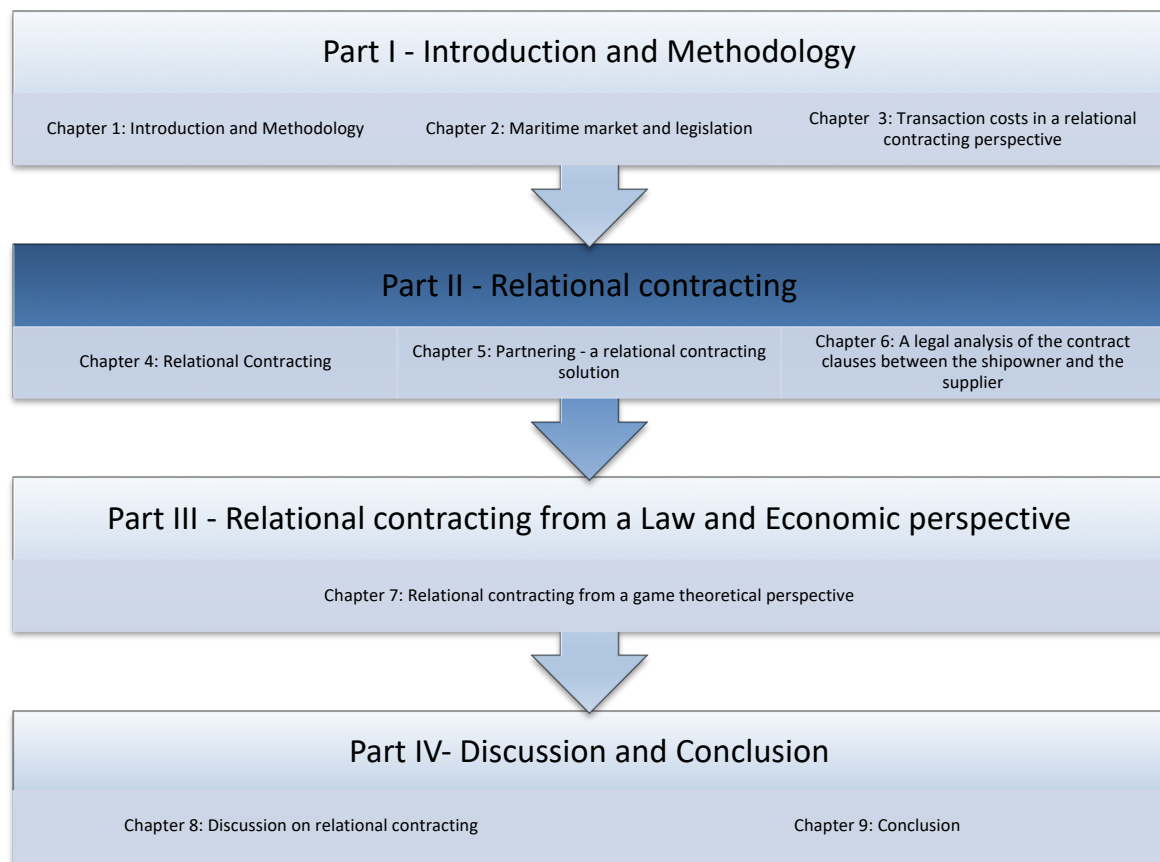 Part I - Introduction and Methodology
Chapter 1: Introduction and Methodology
Chapter 2: Maritime market and legislation
Chapter  3: Transaction costs in a relational
contracting perspective
Part II - Relational contracting
Chapter 4: Relational Contracting
Chapter 5: Partnering - a relational contracting
solution
Chapter 6: A legal analysis of the contract
clauses between the shipowner and the
supplier
Part III - Relational contracting from a Law and Economic perspective
Chapter 7: Relational contracting from a game theoretical perspective
Part IV- Discussion and Conclusion
Chapter 8: Discussion on relational contracting
Chapter 9: Conclusion